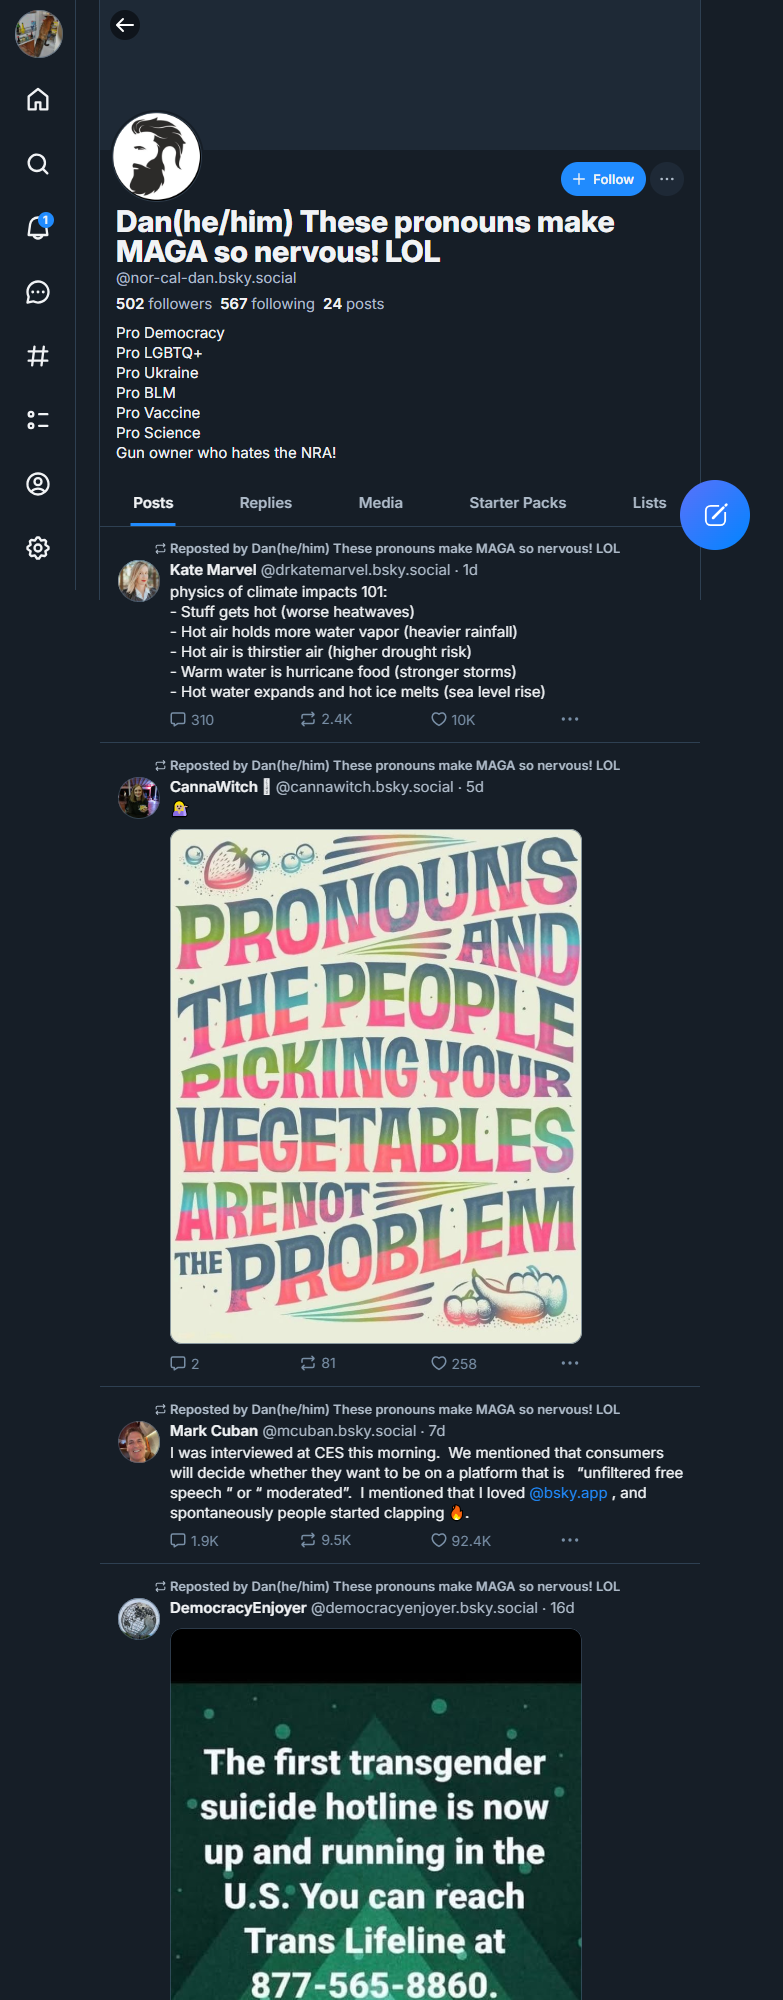 1
+ Follow
Dan(he/him) These pronouns make
MAGA so nervous! LOL
@nor-cal-dan.bsky.social
502 followers 567 following 24 posts
Pro Democracy
Pro LGBTQ+
Pro Ukraine
Pro BLM
Pro Vaccine
Pro Science
Gun owner who hates the NRA!
Posts Replies Media Starter Packs Lists
Reposted by Dan(he/him) These pronouns make MAGA so nervous! LOL
Kate Marvel @drkatemarvel.bsky.social · 1d
physics of climate impacts 101:
- Stuff gets hot (worse heatwaves)
- Hot air holds more water vapor (heavier rainfall)
- Hot air is thirstier air (higher drought risk)
- Warm water is hurricane food (stronger storms)
- Hot water expands and hot ice melts (sea level rise)
310 2.4K 10K
Reposted by Dan(he/him) These pronouns make MAGA so nervous! LOL
CannaWitch @cannawitch.bsky.social · 5d
💁‍♀️
PRONOUNS
AND
THE PEOPLE
PICKING YOUR
VEGETABLES
ARE NOT
THE PROBLEM
2 81 258
Reposted by Dan(he/him) These pronouns make MAGA so nervous! LOL
Mark Cuban @mcuban.bsky.social · 7d
I was interviewed at CES this morning.  We mentioned that consumers
will decide whether they want to be on a platform that is   “unfiltered free
speech “ or “ moderated”.  I mentioned that I loved @bsky.app , and
spontaneously people started clapping 🔥.
1.9K 9.5K 92.4K
Reposted by Dan(he/him) These pronouns make MAGA so nervous! LOL
DemocracyEnjoyer @democracyenjoyer.bsky.social · 16d
The first transgender
suicide hotline is now
up and running in the
U.S. You can reach
Trans Lifeline at
877-565-8860.